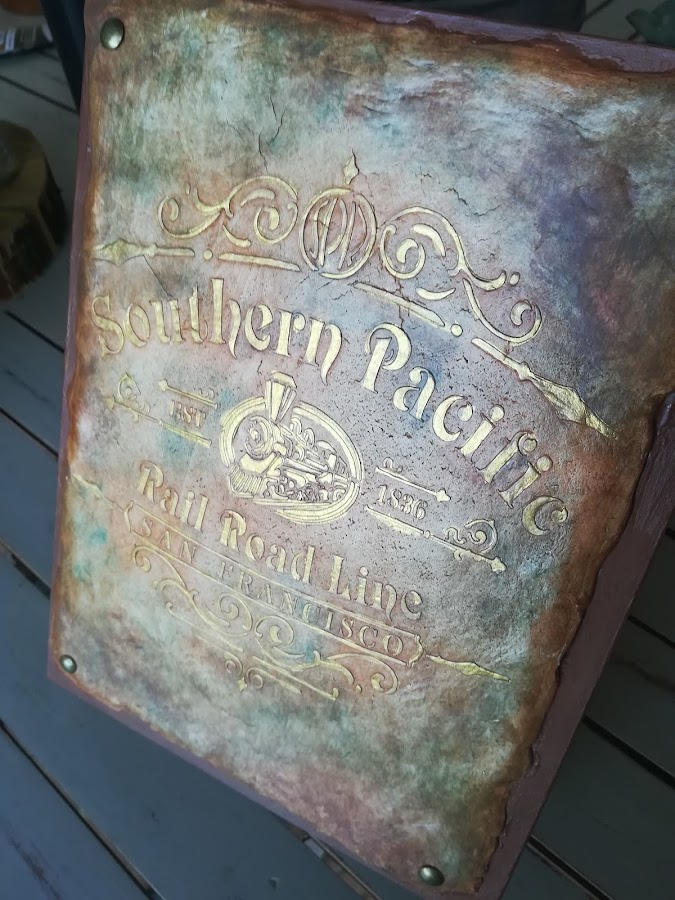 Southern Pacific
EST 1836
Rail Road Line
SAN FRANCISCO